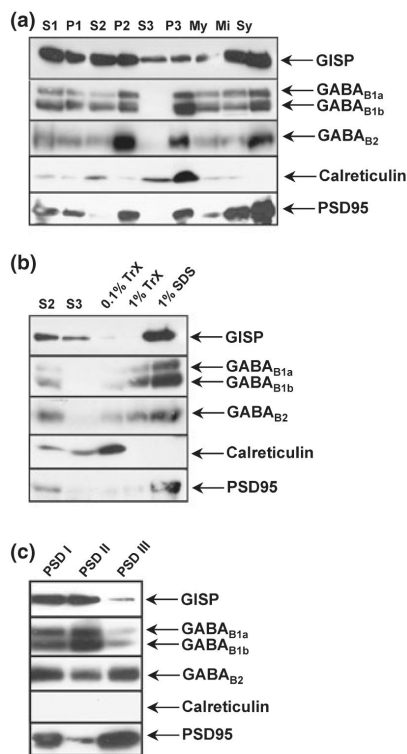 (a)
S1 P1 S2 P2 S3 P3 My Mi Sy
GISP
GABAB1a
GABAB1b
GABAB2
Calreticulin
PSD95
(b)
S2 S3 0.1% TrX 1% TrX 1% SDS
GISP
GABAB1a
GABAB1b
GABAB2
Calreticulin
PSD95
(c)
PSD I PSD II PSD III
GISP
GABAB1a
GABAB1b
GABAB2
Calreticulin
PSD95